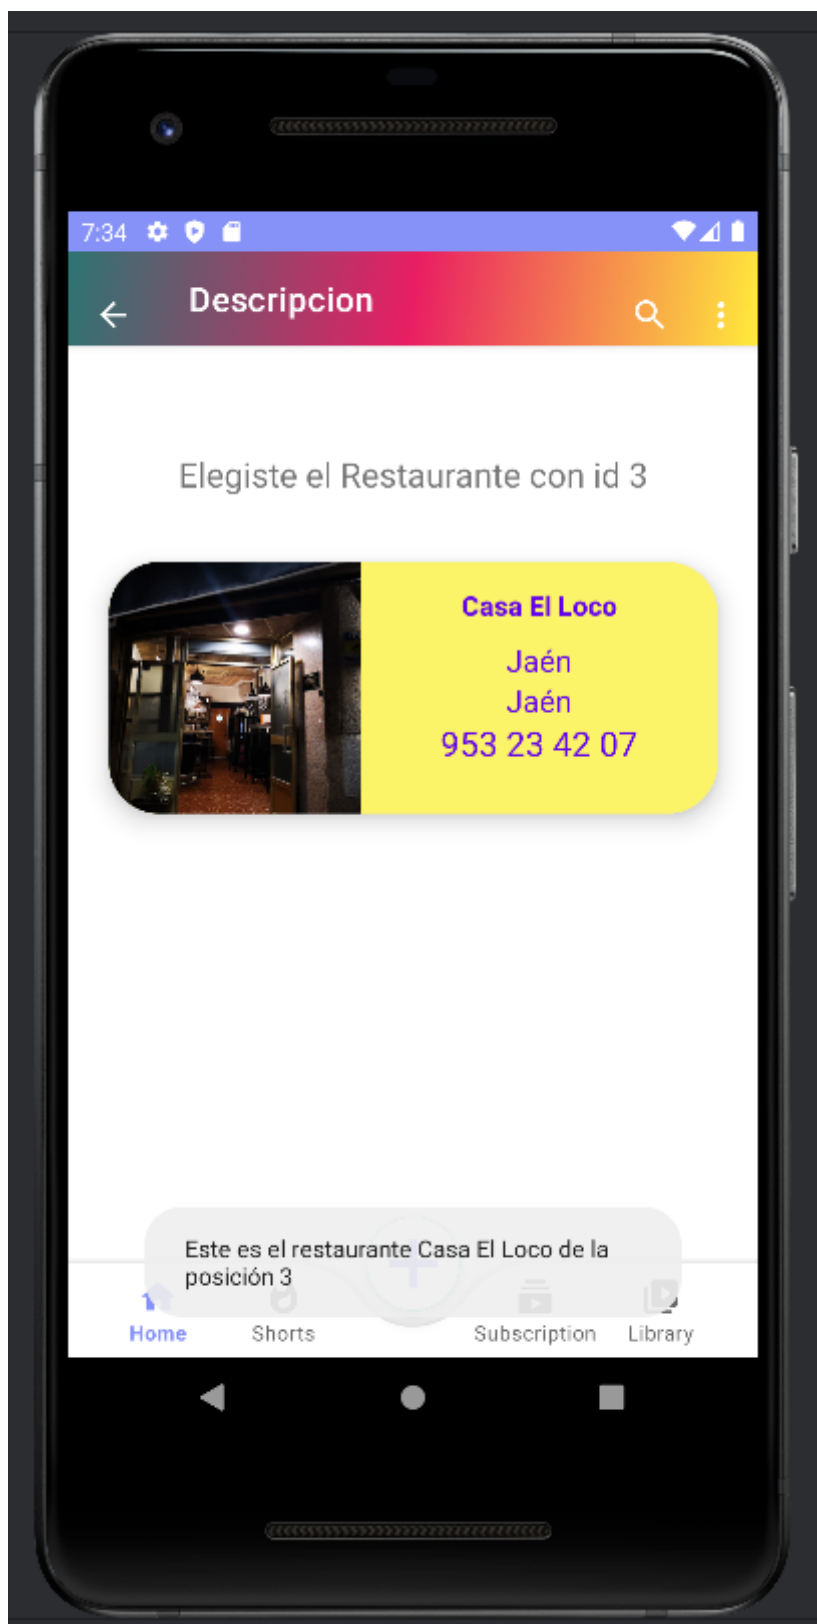 7:34
Descripcion
Elegiste el Restaurante con id 3
Casa El Loco
Jaén
Jaén
953 23 42 07
Este es el restaurante Casa El Loco de la
posición 3
Home Shorts Subscription Library